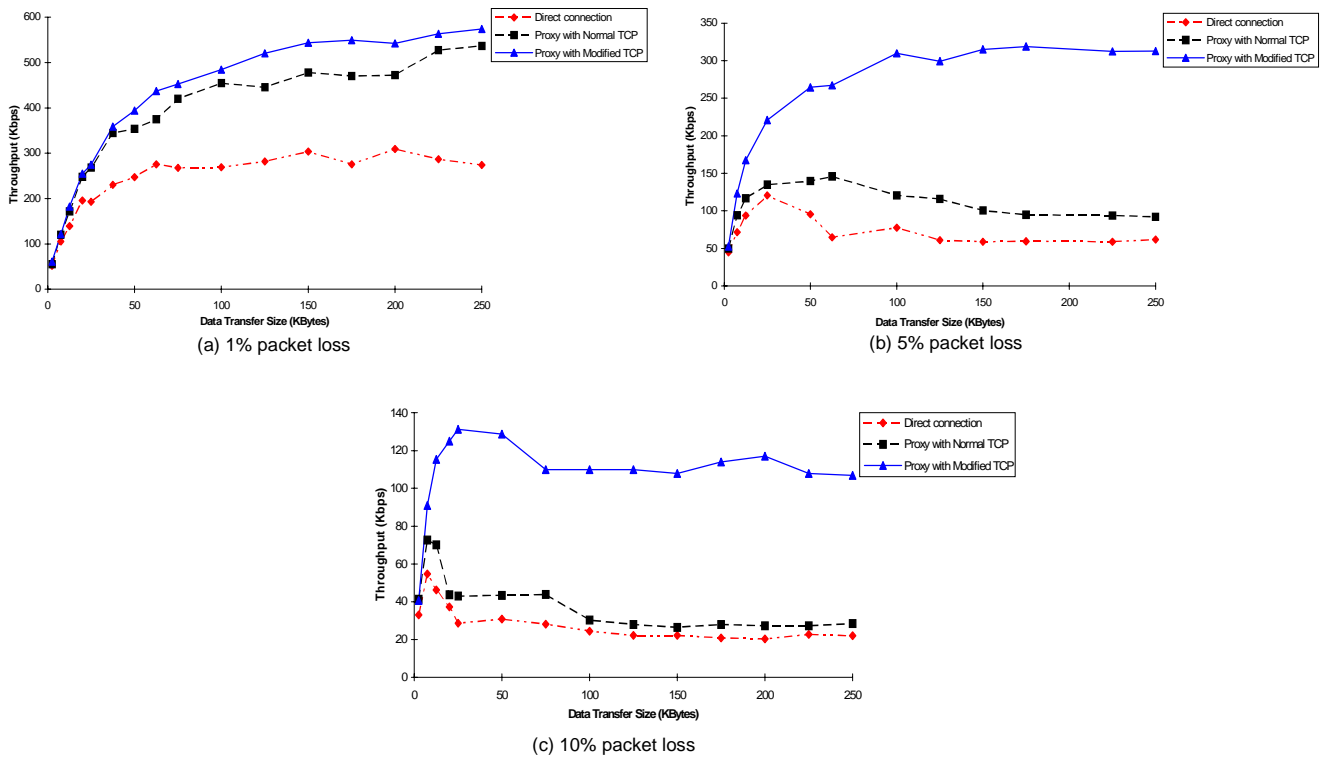 600
500
400
300
200
100
0
0
50
100
150
200
250
Throughput (Kbps)
Data Transfer Size (KBytes)
Direct connection
Proxy with Normal TCP
Proxy with Modified TCP
(a) 1% packet loss
350
300
250
200
150
100
50
0
0
50
100
150
200
250
Throughput (Kbps)
Data Transfer Size (KBytes)
Direct connection
Proxy with Normal TCP
Proxy with Modified TCP
(b) 5% packet loss
140
120
100
80
60
40
20
0
0
50
100
150
200
250
Throughput (Kbps)
Data Transfer Size (KBytes)
Direct connection
Proxy with Normal TCP
Proxy with Modified TCP
(c) 10% packet loss